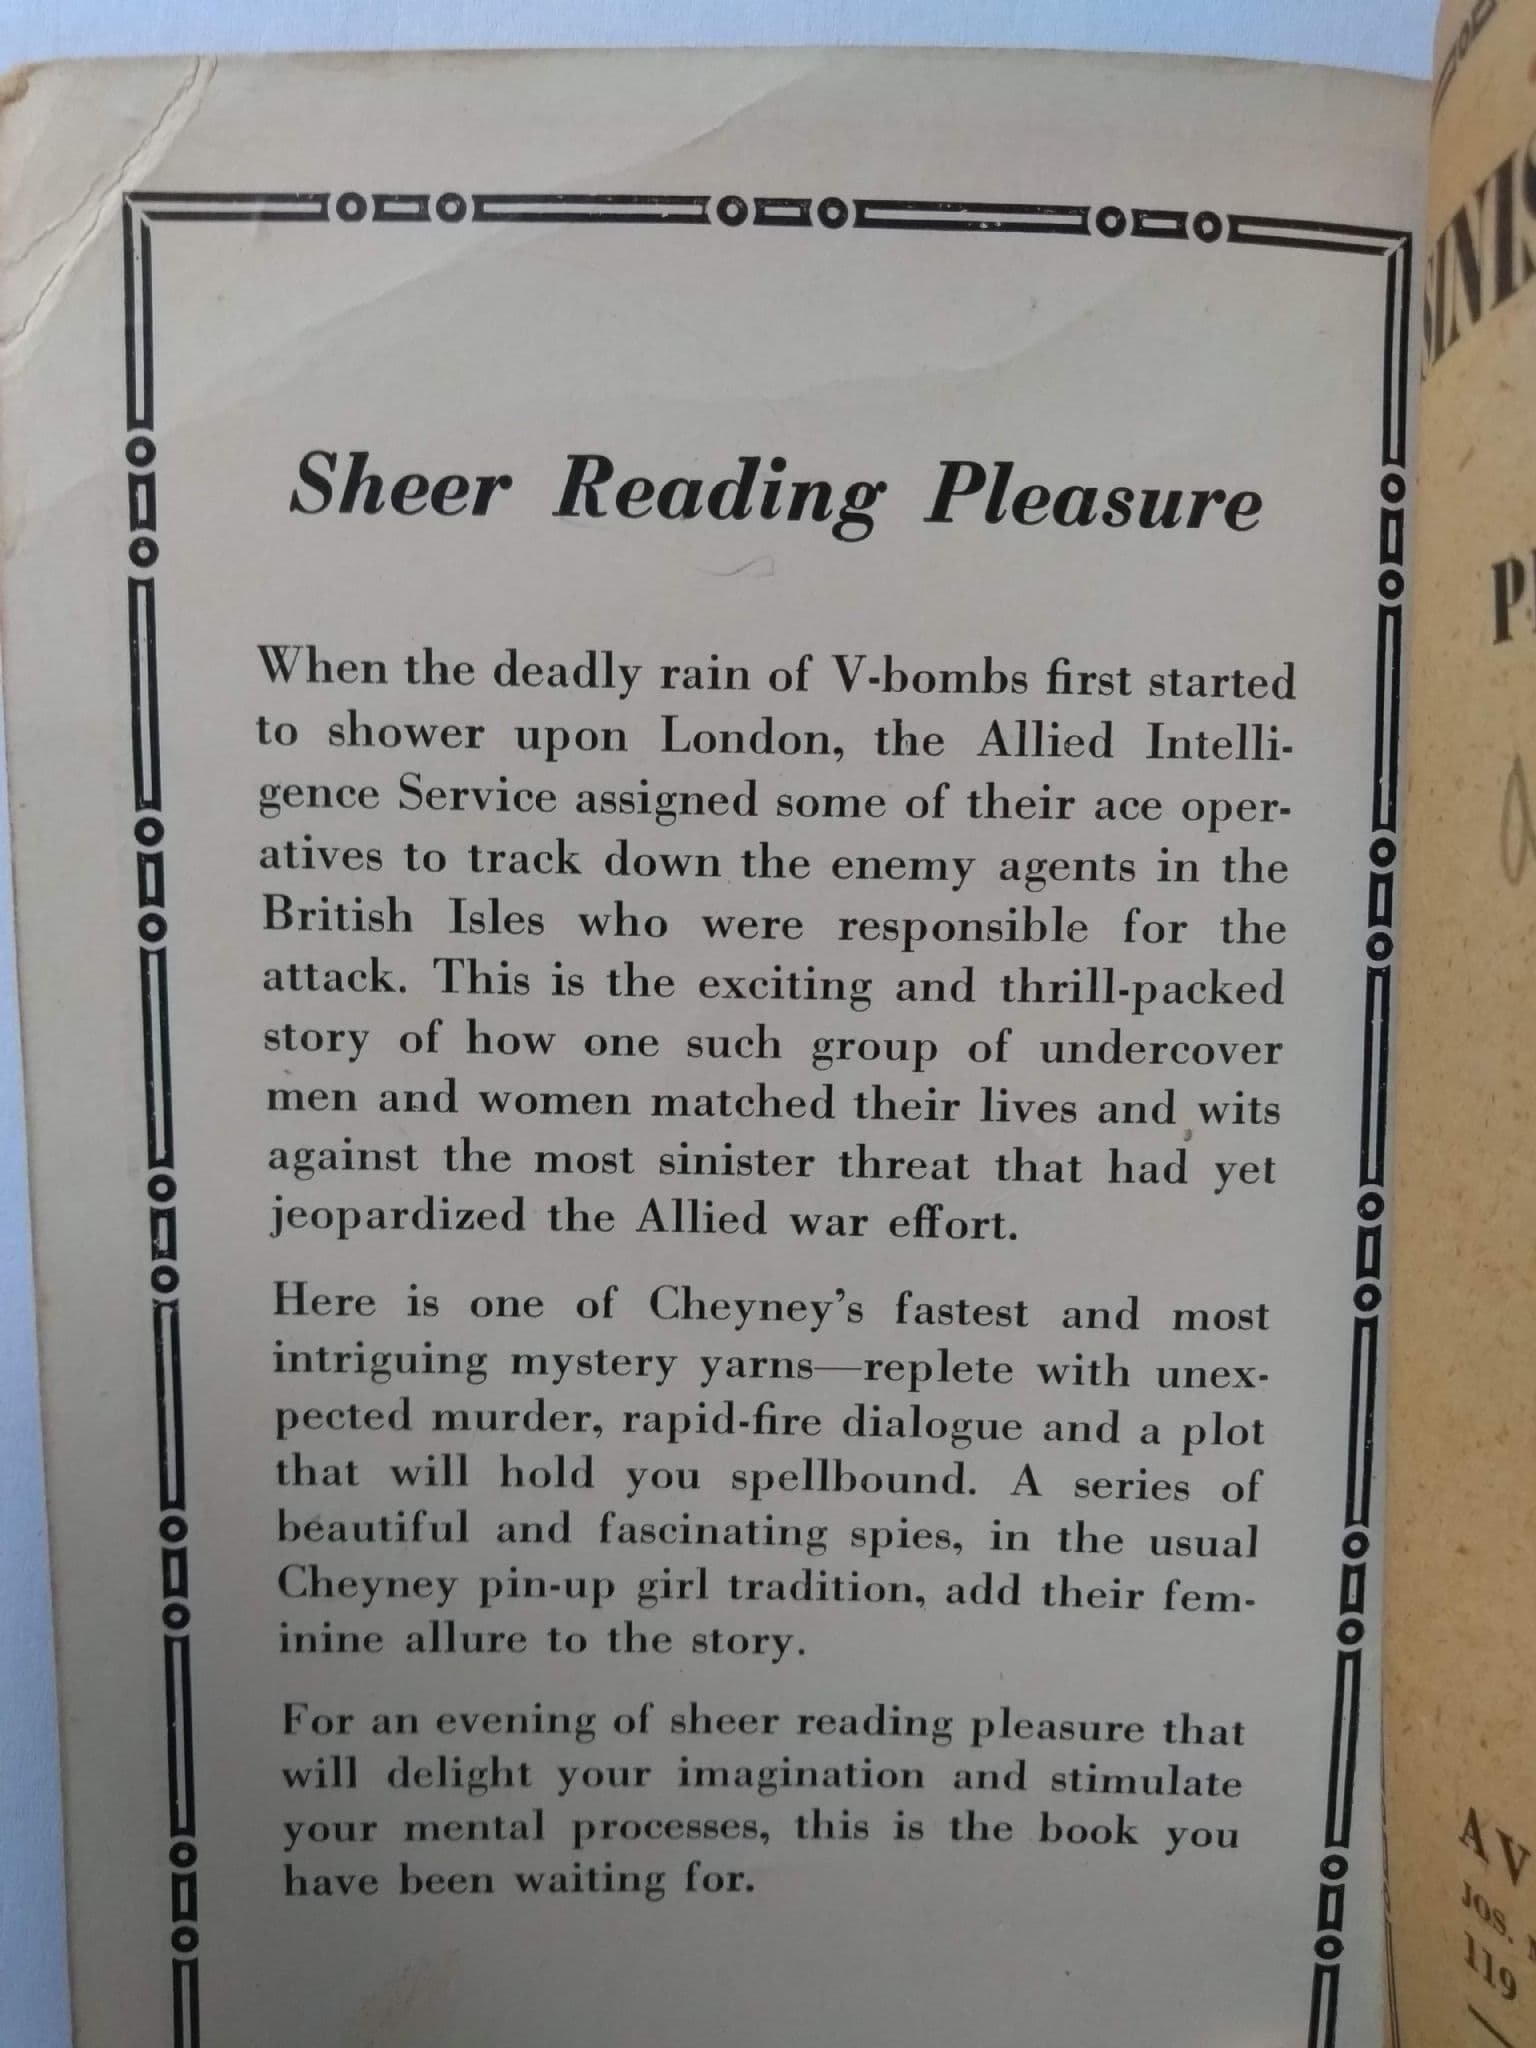 Sheer Reading Pleasure
When the deadly rain of V-bombs first started
to shower upon London, the Allied Intelli-
gence Service assigned some of their ace oper-
atives to track down the enemy agents in the
British Isles who were responsible for the
attack. This is the exciting and thrill-packed
story of how one such group of undercover
men and women matched their lives and wits
against the most sinister threat that had yet
jeopardized the Allied war effort.
Here is one of Cheyney's fastest and most
intriguing mystery yarns—replete with unex-
pected murder, rapid-fire dialogue and a plot
that will hold you spellbound. A series of
beautiful and fascinating spies, in the usual
Cheyney pin-up girl tradition, add their fem-
inine allure to the story.
For an evening of sheer reading pleasure that
will delight your imagination and stimulate
your mental processes, this is the book you
have been waiting for.
AV
JOS.
119